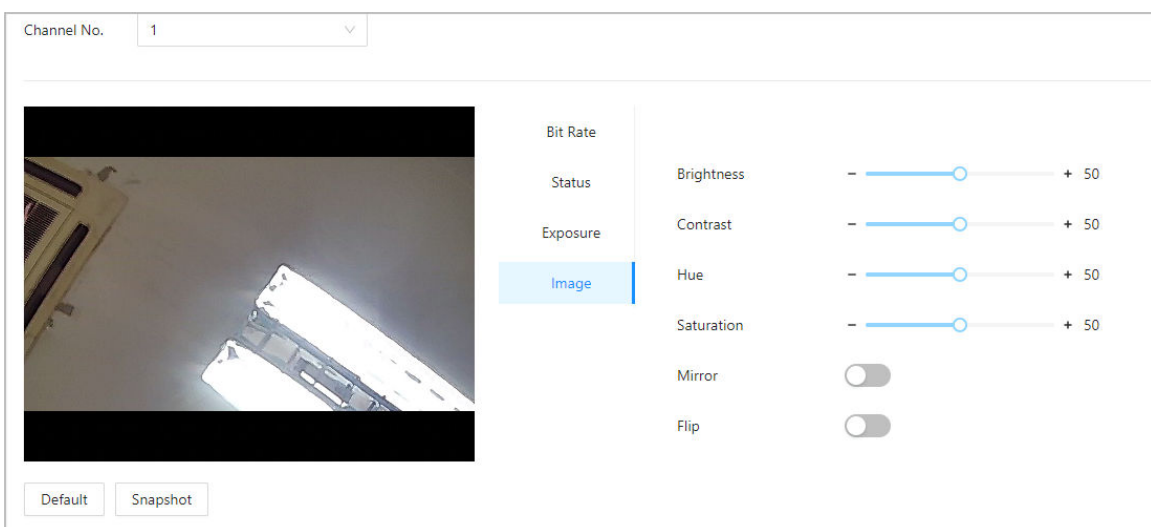 Channel No. 1
Bit Rate
Status
Exposure
Image
Brightness - + 50
Contrast - + 50
Hue - + 50
Saturation - + 50
Mirror
Flip
Default Snapshot